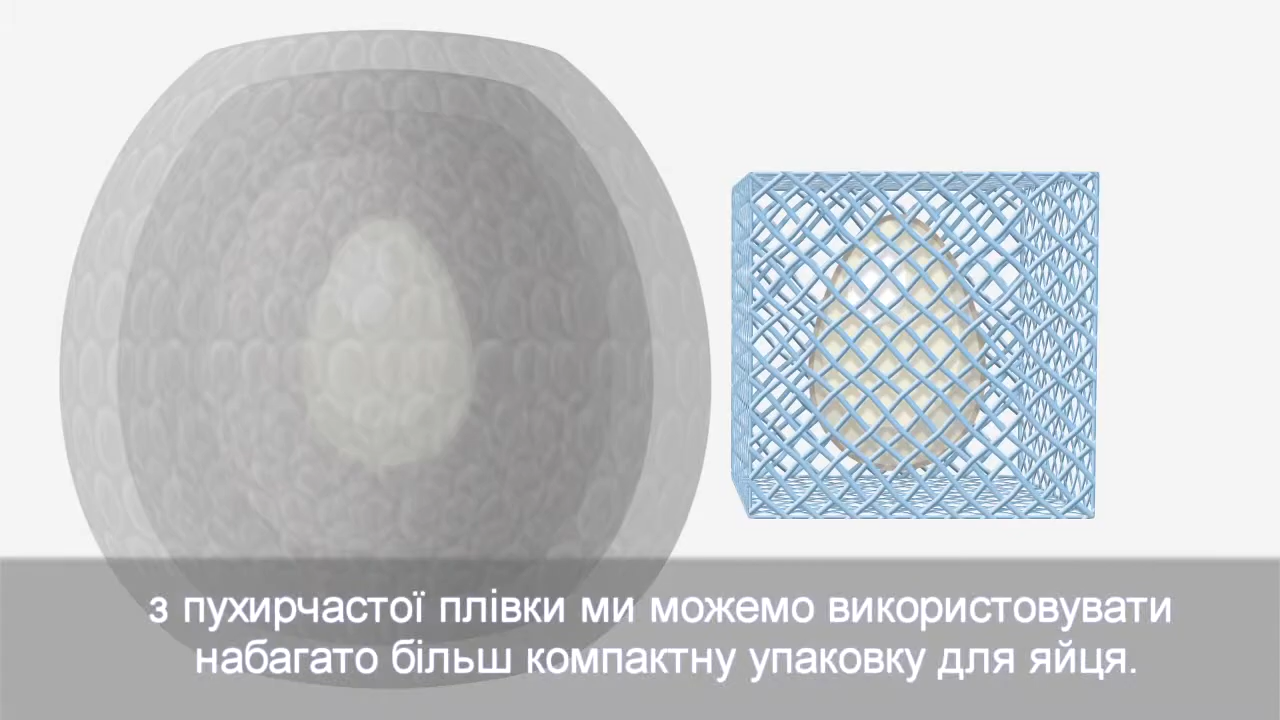 з пухирчастої плівки ми можемо використовувати
набагато більш компактну упаковку для яйця.